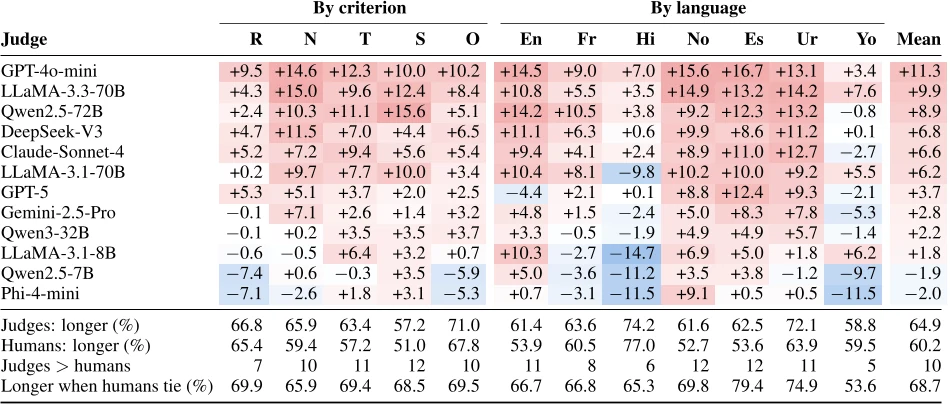 By criterion By language
Judge R N T S O En Fr Hi No Es Ur Yo Mean
GPT-4o-mini +9.5 +14.6 +12.3 +10.0 +10.2 +14.5 +9.0 +7.0 +15.6 +16.7 +13.1 +3.4 +11.3
LLaMA-3.3-70B +4.3 +15.0 +9.6 +12.4 +8.4 +10.8 +5.5 +3.5 +14.9 +13.2 +14.2 +7.6 +9.9
Qwen2.5-72B +2.4 +10.3 +11.1 +15.6 +5.1 +14.2 +10.5 +3.8 +9.2 +12.3 +13.2 −0.8 +8.9
DeepSeek-V3 +4.7 +11.5 +7.0 +4.4 +6.5 +11.1 +6.3 +0.6 +9.9 +8.6 +11.2 +0.1 +6.8
Claude-Sonnet-4 +5.2 +7.2 +9.4 +5.6 +5.4 +9.4 +4.1 +2.4 +8.9 +11.0 +12.7 −2.7 +6.6
LLaMA-3.1-70B +0.2 +9.7 +7.7 +10.0 +3.4 +10.4 +8.1 −9.8 +10.2 +10.0 +9.2 +5.5 +6.2
GPT-5 +5.3 +5.1 +3.7 +2.0 +2.5 −4.4 +2.1 +0.1 +8.8 +12.4 +9.3 −2.1 +3.7
Gemini-2.5-Pro −0.1 +7.1 +2.6 +1.4 +3.2 +4.8 +1.5 −2.4 +5.0 +8.3 +7.8 −5.3 +2.8
Qwen3-32B −0.1 +0.2 +3.5 +3.5 +3.7 +3.3 −0.5 −1.9 +4.9 +4.9 +5.7 −1.4 +2.2
LLaMA-3.1-8B −0.6 −0.5 +6.4 +3.2 +0.7 +10.3 −2.7 −14.7 +6.9 +5.0 +1.8 +6.2 +1.8
Qwen2.5-7B −7.4 +0.6 −0.3 +3.5 −5.9 +5.0 −3.6 −11.2 +3.5 +3.8 −1.2 −9.7 −1.9
Phi-4-mini −7.1 −2.6 +1.8 +3.1 −5.3 +0.7 −3.1 −11.5 +9.1 +0.5 +0.5 −11.5 −2.0
Judges: longer (%) 66.8 65.9 63.4 57.2 71.0 61.4 63.6 74.2 61.6 62.5 72.1 58.8 64.9
Humans: longer (%) 65.4 59.4 57.2 51.0 67.8 53.9 60.5 77.0 52.7 53.6 63.9 59.5 60.2
Judges > humans 7 10 11 12 10 11 8 6 12 12 11 5 10
Longer when humans tie (%) 69.9 65.9 69.4 68.5 69.5 66.7 66.8 65.3 69.8 79.4 74.9 53.6 68.7